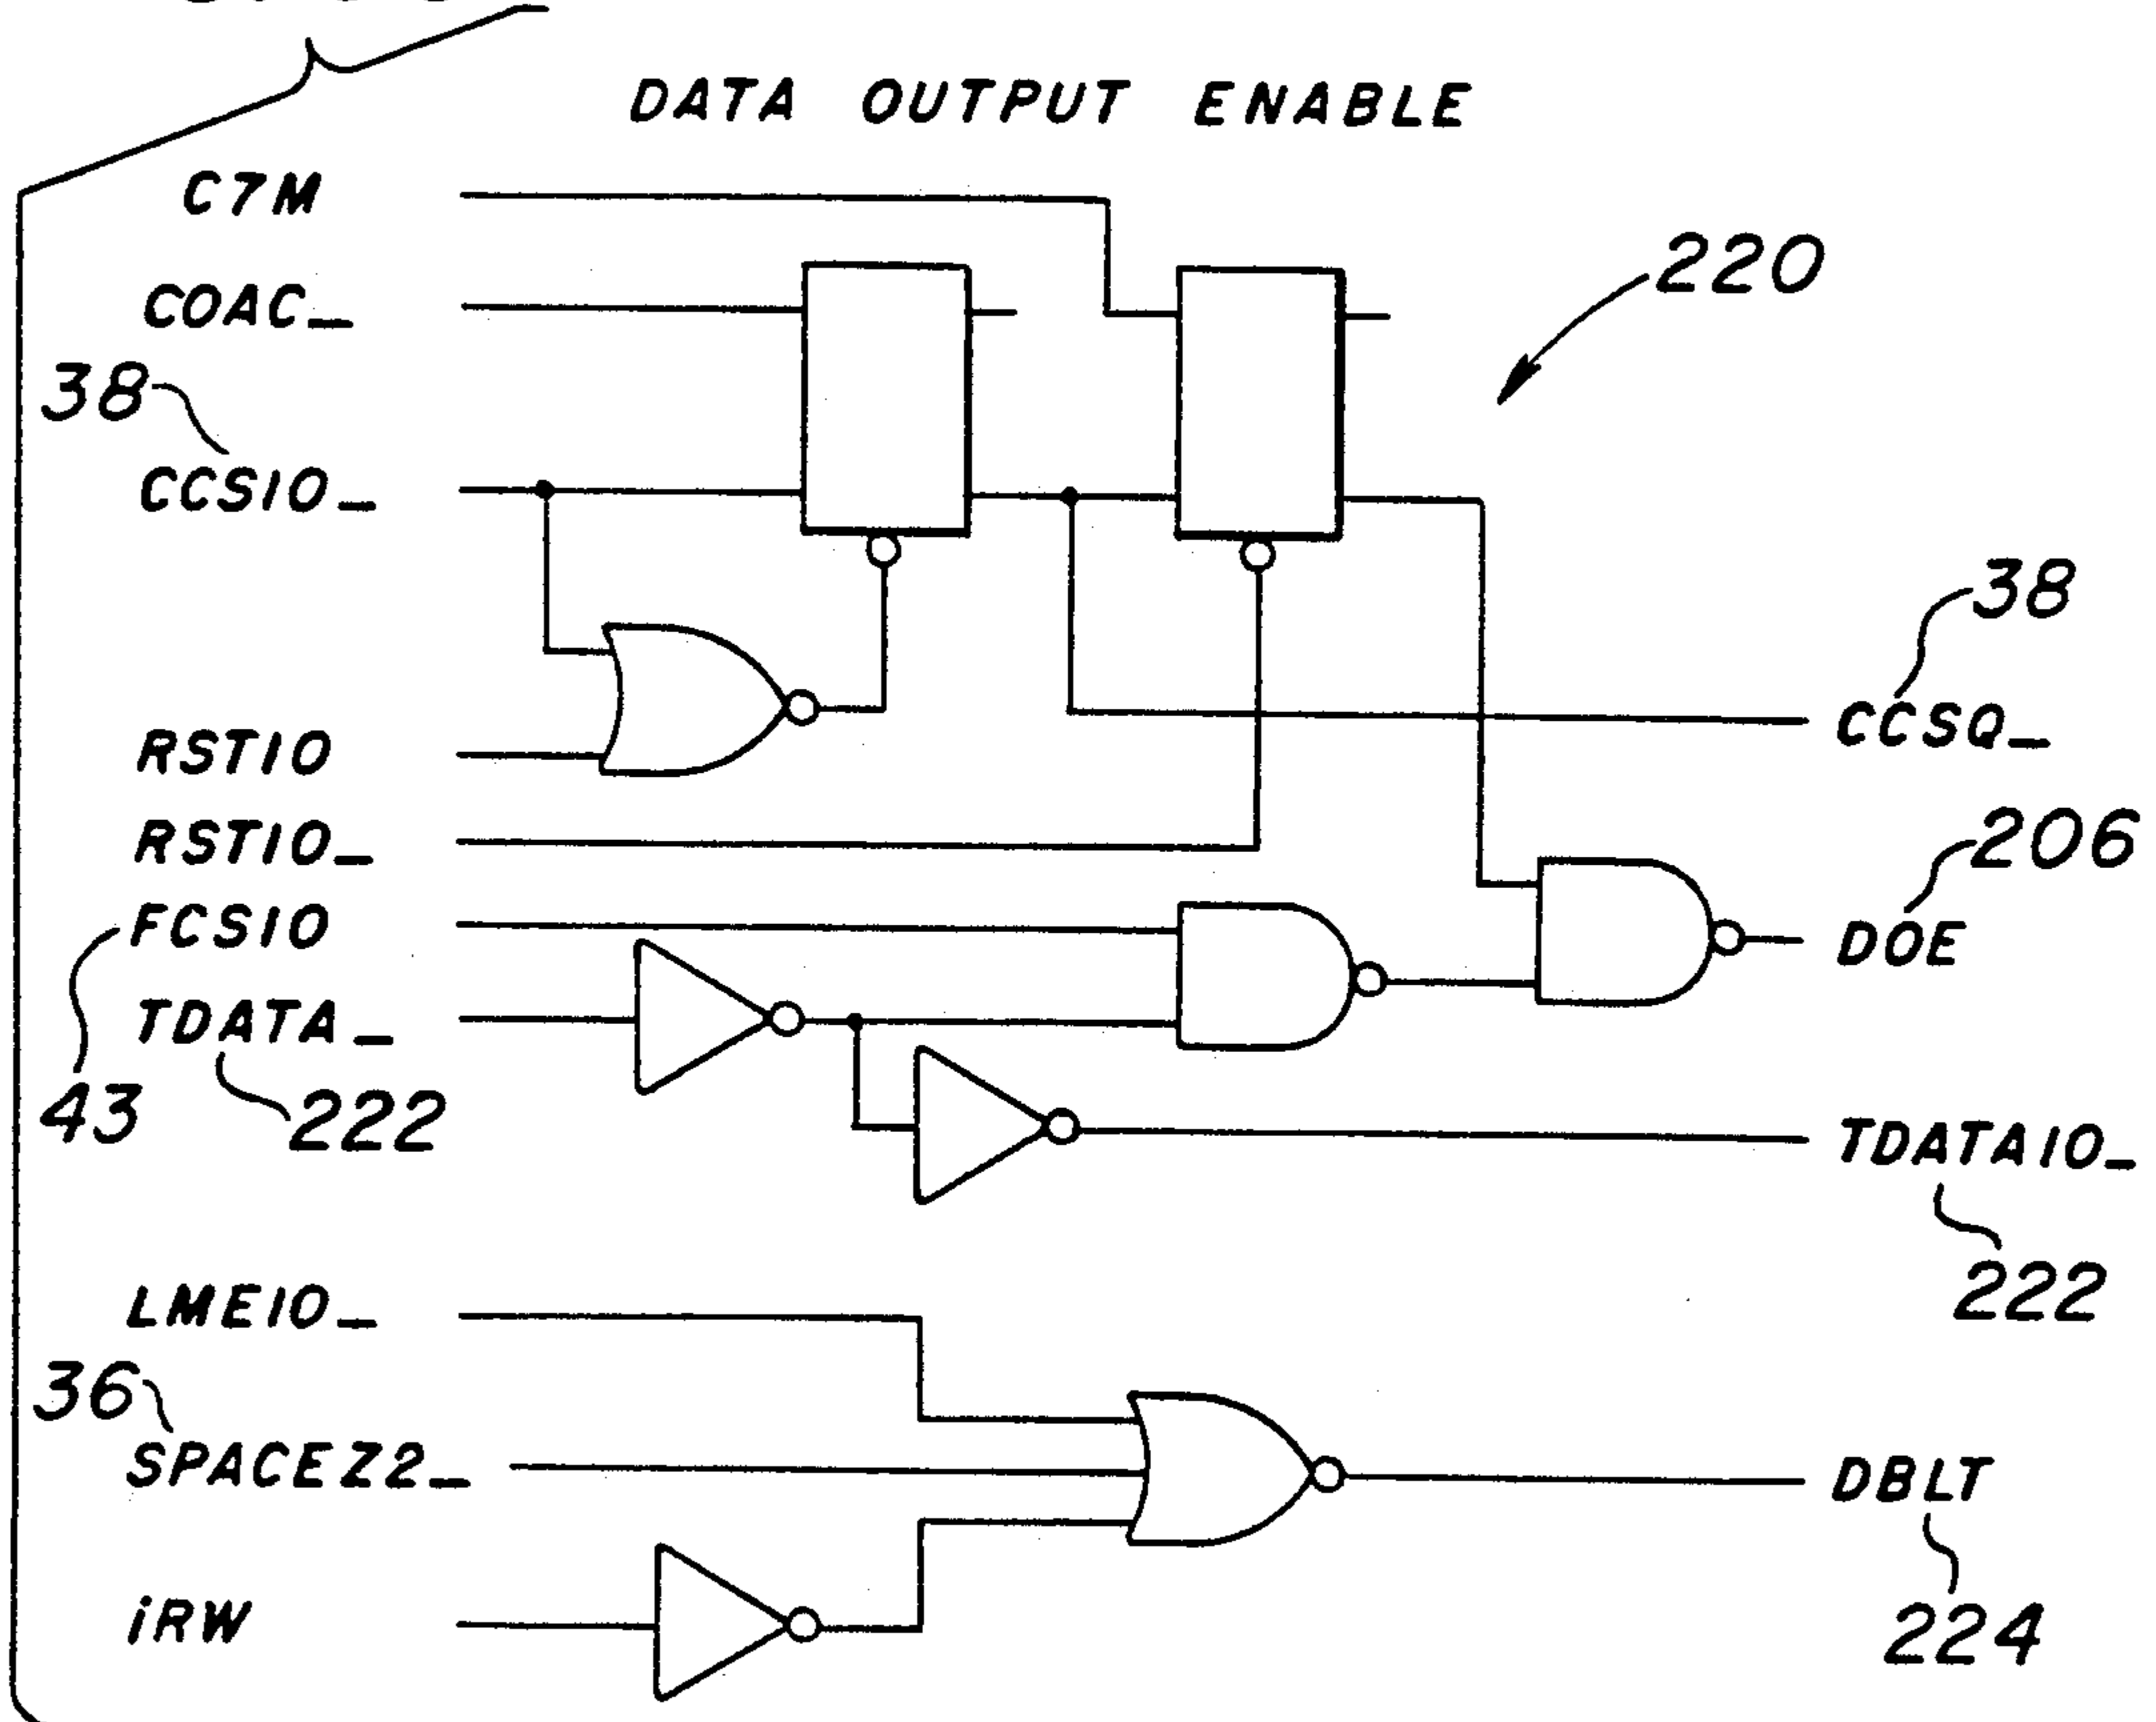 DATA OUTPUT ENABLE
C7M
220
COAC_
38
CCSIO_
38
CCSQ_
RSTIO
RSTIO_
206
FCSIO
DOE
TDATA_
43
222
TDATAIO_
222
LMEIO_
36
SPACEZ2_
DBLT
iRW
224